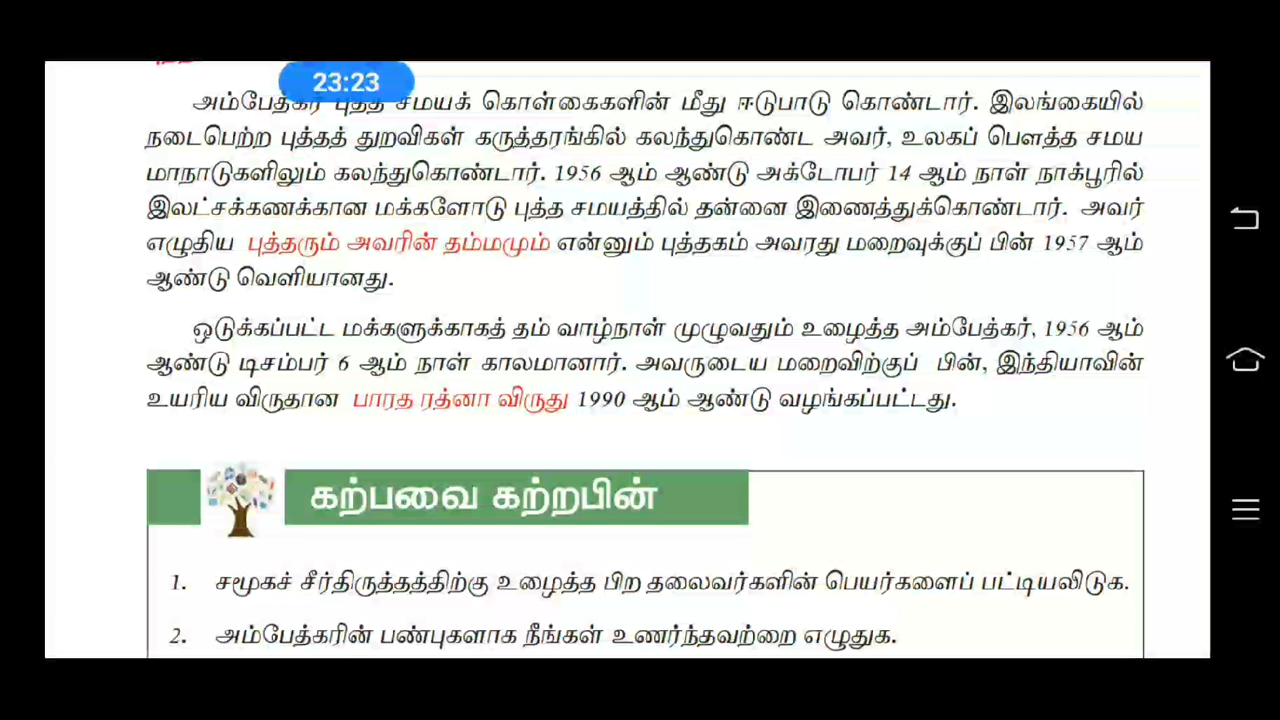 23:23
அம்பேத்கர் புத்த சமயக் கொள்கைகளின் மீது ஈடுபாடு கொண்டார். இலங்கையில்
நடைபெற்ற புத்தத் துறவிகள் கருத்தரங்கில் கலந்துகொண்ட அவர், உலகப் பௌத்த சமய
மாநாடுகளிலும் கலந்துகொண்டார். 1956 ஆம் ஆண்டு அக்டோபர் 14 ஆம் நாள் நாக்பூரில்
இலட்சக்கணக்கான மக்களோடு புத்த சமயத்தில் தன்னை இணைத்துக்கொண்டார். அவர்
எழுதிய புத்தரும் அவரின் தம்மமும் என்னும் புத்தகம் அவரது மறைவுக்குப் பின் 1957 ஆம்
ஆண்டு வெளியானது.
ஒடுக்கப்பட்ட மக்களுக்காகத் தம் வாழ்நாள் முழுவதும் உழைத்த அம்பேத்கர், 1956 ஆம்
ஆண்டு டிசம்பர் 6 ஆம் நாள் காலமானார். அவருடைய மறைவிற்குப் பின், இந்தியாவின்
உயரிய விருதான பாரத ரத்னா விருது 1990 ஆம் ஆண்டு வழங்கப்பட்டது.
கற்பவை கற்றபின்
1. சமூகச் சீர்திருத்தத்திற்கு உழைத்த பிற தலைவர்களின் பெயர்களைப் பட்டியலிடுக.
2. அம்பேத்கரின் பண்புகளாக நீங்கள் உணர்ந்தவற்றை எழுதுக.